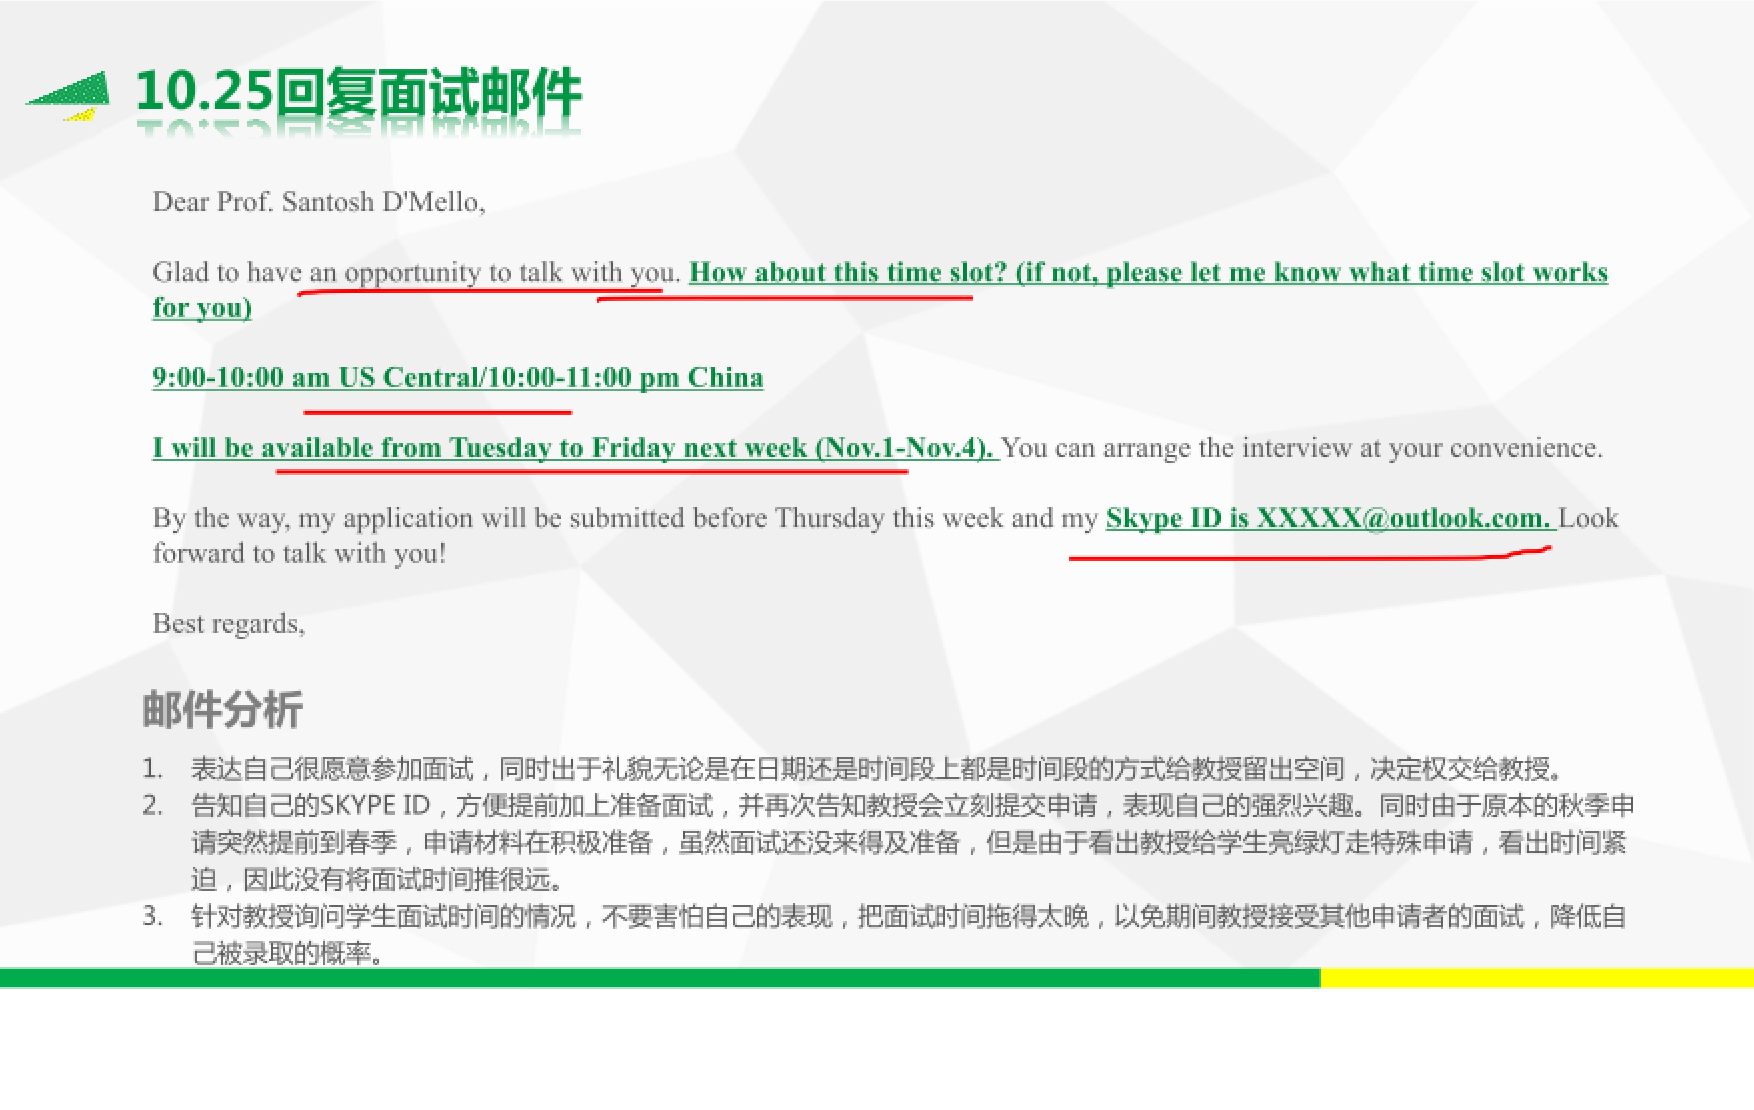 10.25回复面试邮件
Dear Prof. Santosh D'Mello,
Glad to have an opportunity to talk with you. How about this time slot? (if not, please let me know what time slot works
for you)
9:00-10:00 am US Central/10:00-11:00 pm China
I will be available from Tuesday to Friday next week (Nov.1-Nov.4). You can arrange the interview at your convenience.
By the way, my application will be submitted before Thursday this week and my Skype ID is XXXXX@outlook.com. Look
forward to talk with you!
Best regards,
邮件分析
1. 表达自己很愿意参加面试，同时出于礼貌无论是在日期还是时间段上都是时间段的方式给教授留出空间，决定权交给教授。
2. 告知自己的SKYPE ID，方便提前加上准备面试，并再次告知教授会立刻提交申请，表现自己的强烈兴趣。同时由于原本的秋季申
请突然提前到春季，申请材料在积极准备，虽然面试还没来得及准备，但是由于看出教授给学生亮绿灯走特殊申请，看出时间紧
迫，因此没有将面试时间推很远。
3. 针对教授询问学生面试时间的情况，不要害怕自己的表现，把面试时间拖得太晚，以免期间教授接受其他申请者的面试，降低自
己被录取的概率。